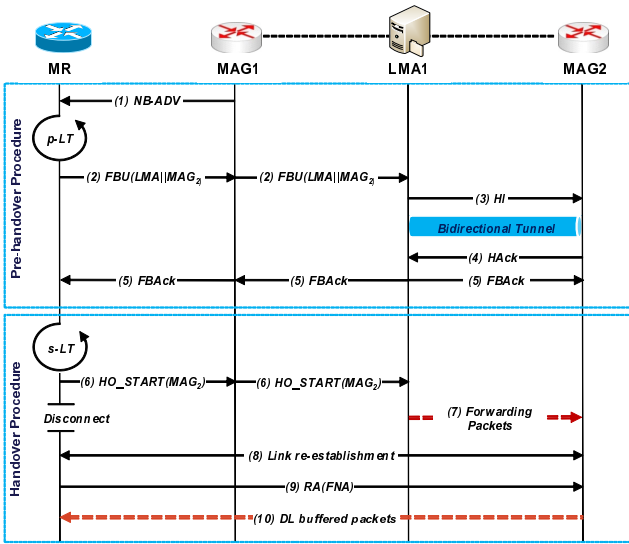 MR MAG1 LMA1 MAG2
Pre-handover Procedure
(1) NB-ADV
p-LT
(2) FBU(LMA||MAG2) (2) FBU(LMA||MAG2)
(3) HI
Bidirectional Tunnel
(4) HAck
(5) FBAck (5) FBAck (5) FBAck
Handover Procedure
s-LT
(6) HO_START(MAG2) (6) HO_START(MAG2)
Disconnect
(7) Forwarding
Packets
(8) Link re-establishment
(9) RA(FNA)
(10) DL buffered packets